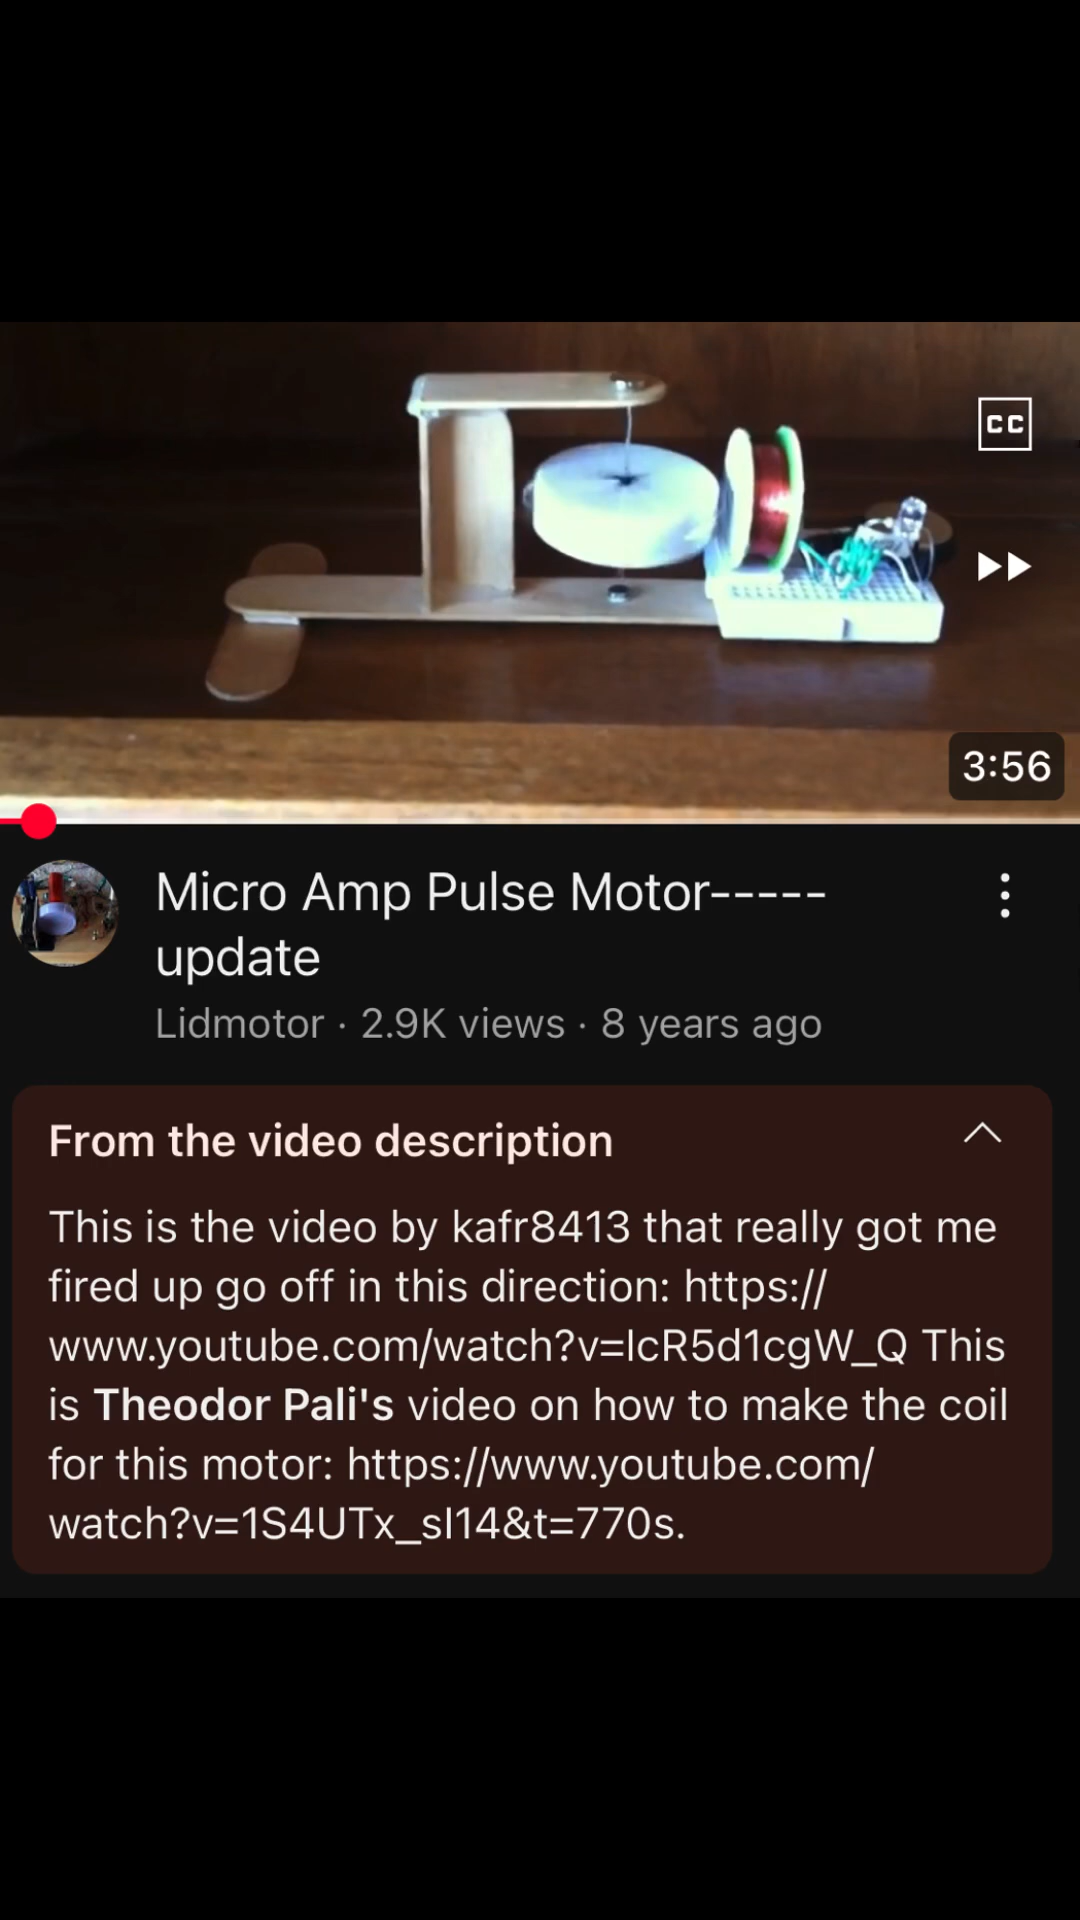 CC
3:56
Micro Amp Pulse Motor-----
update
Lidmotor · 2.9K views · 8 years ago
From the video description
This is the video by kafr8413 that really got me
fired up go off in this direction: https://
www.youtube.com/watch?v=IcR5d1cgW_Q This
is Theodor Pali's video on how to make the coil
for this motor: https://www.youtube.com/
watch?v=1S4UTx_sI14&t=770s.